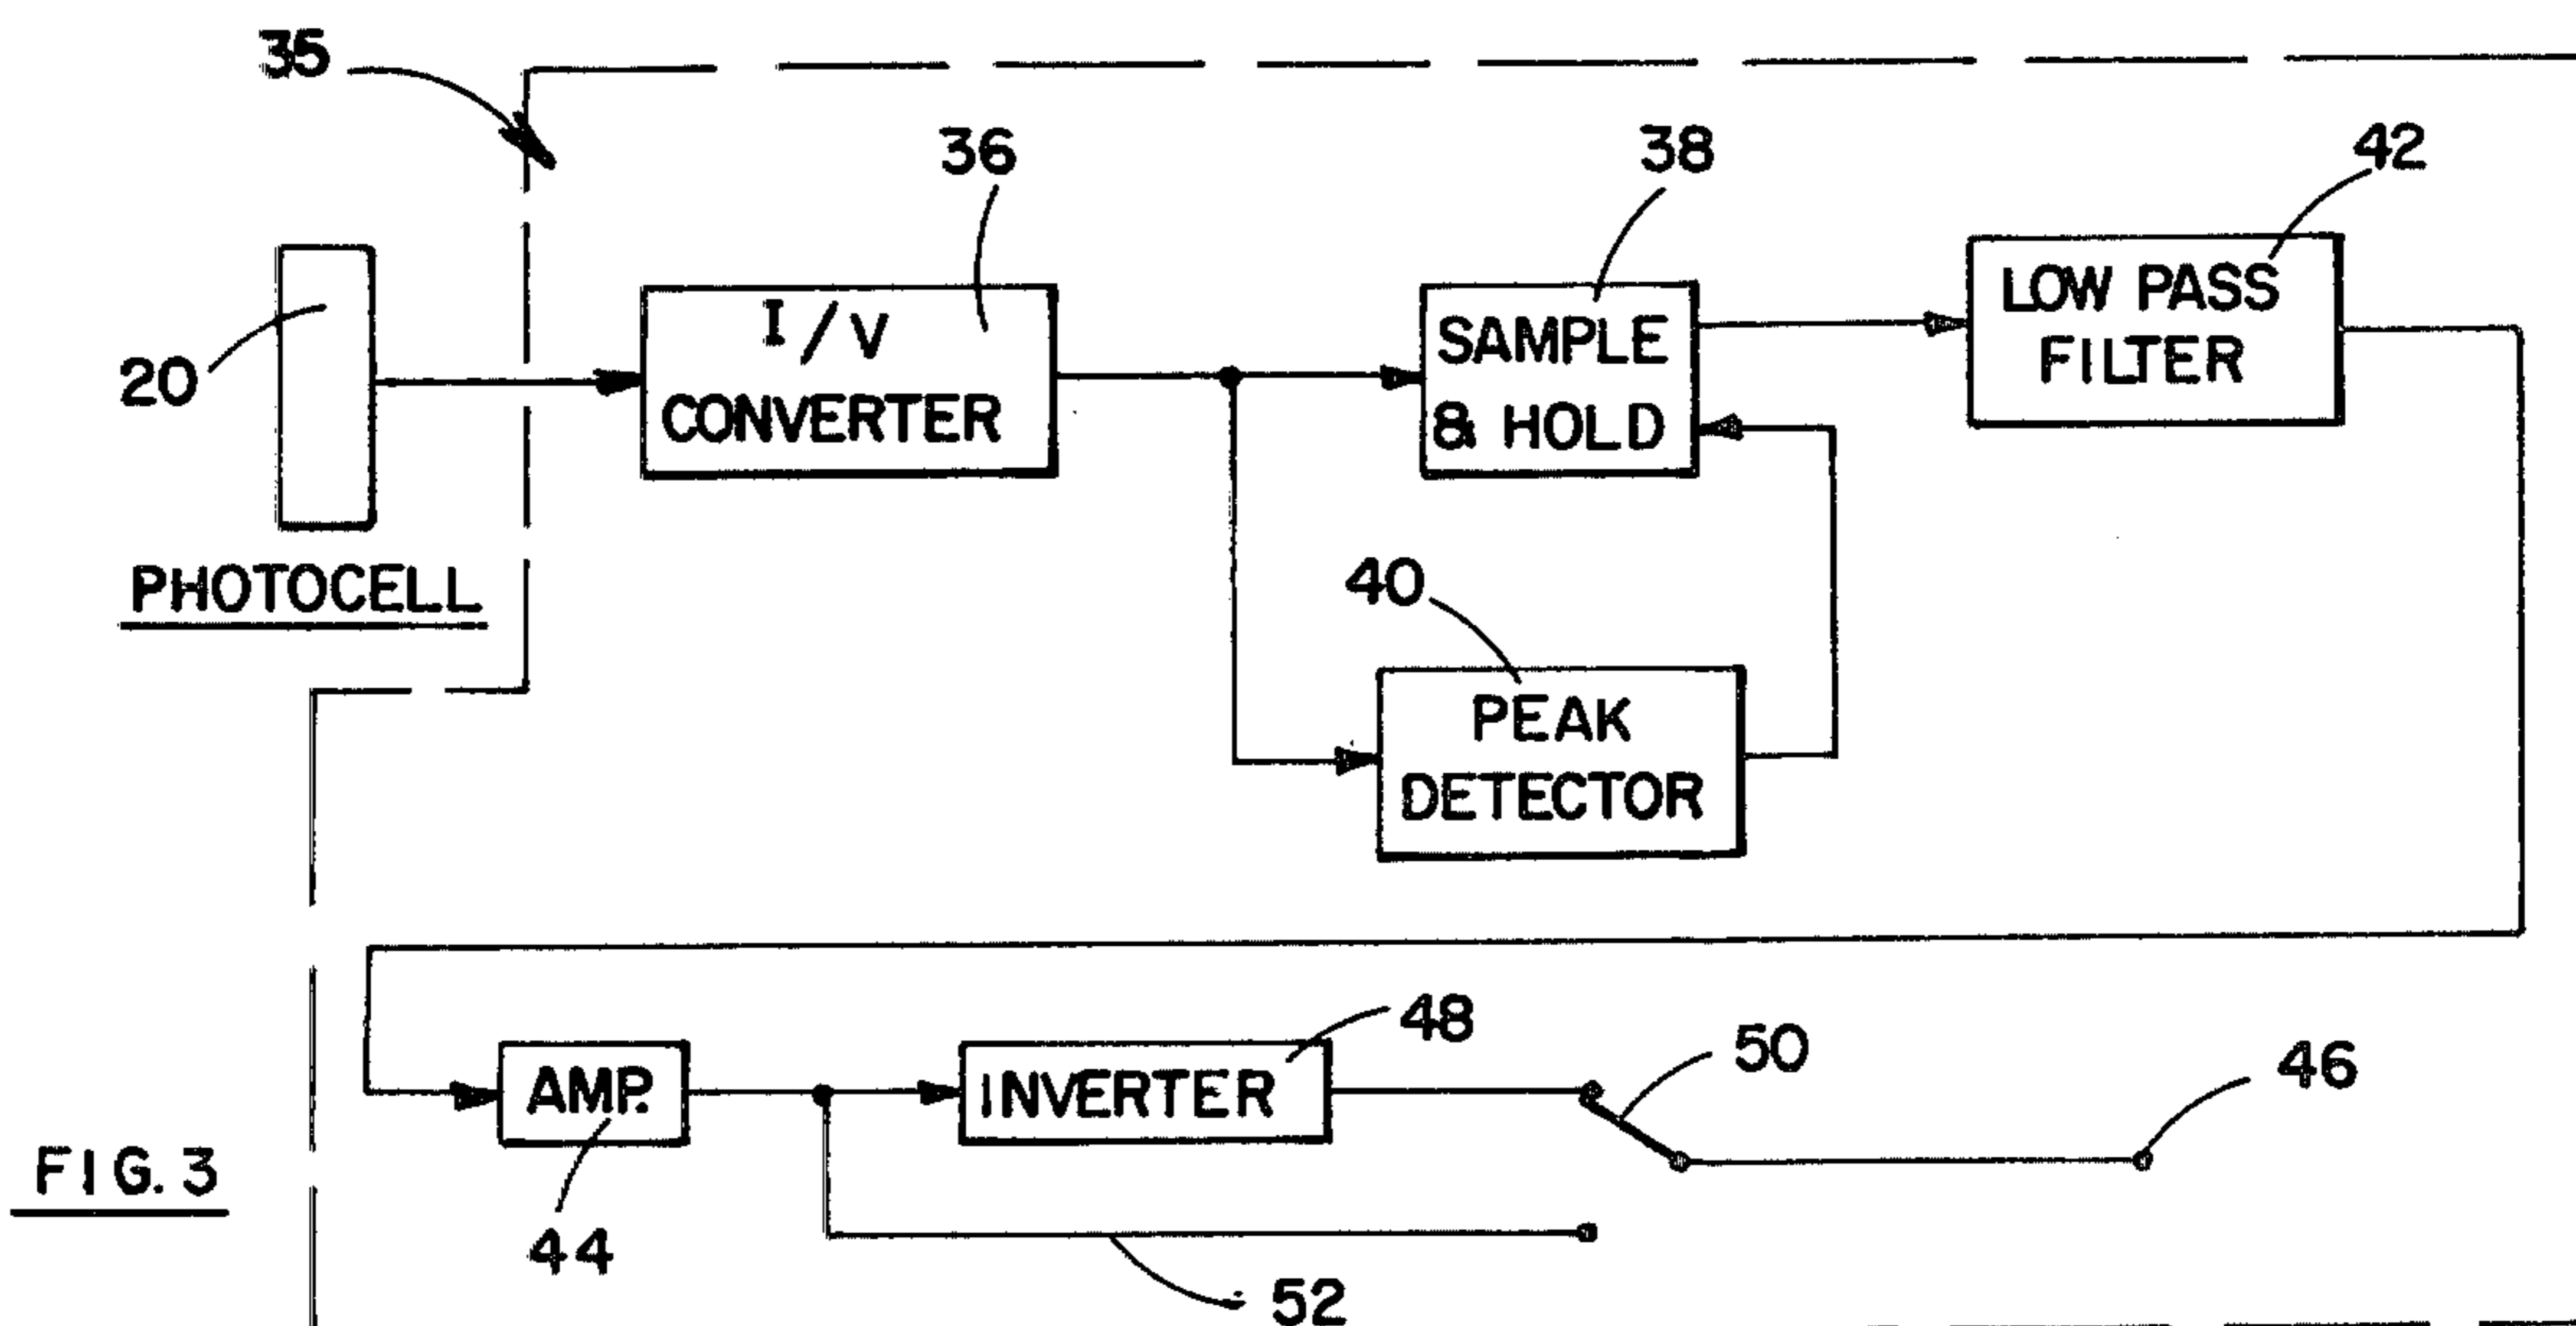 35
36
38
42
20
I/V
CONVERTER
SAMPLE
& HOLD
LOW PASS
FILTER
PHOTOCELL
40
PEAK
DETECTOR
48
50
46
AMP.
INVERTER
FIG. 3
44
52